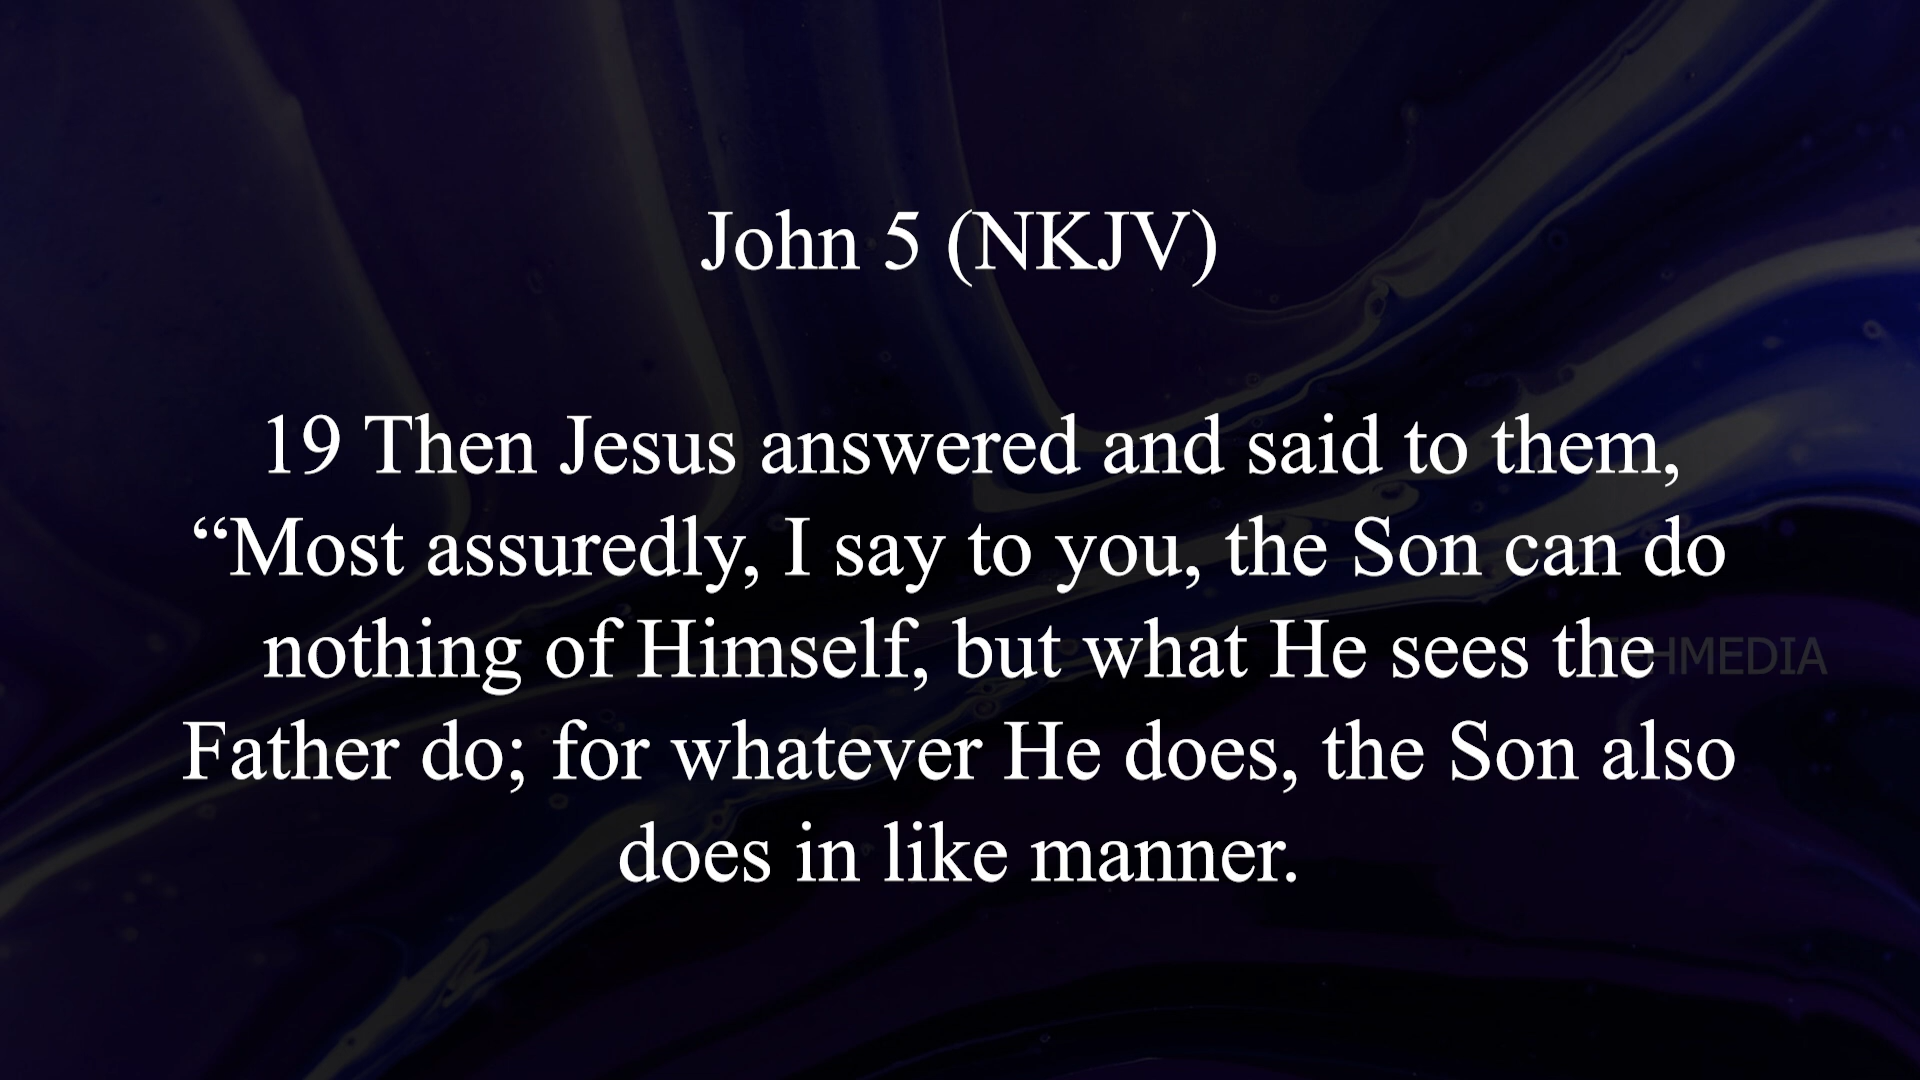 John 5 (NKJV)
19 Then Jesus answered and said to them,
“Most assuredly, I say to you, the Son can do
nothing of Himself, but what He sees the
Father do; for whatever He does, the Son also
does in like manner.